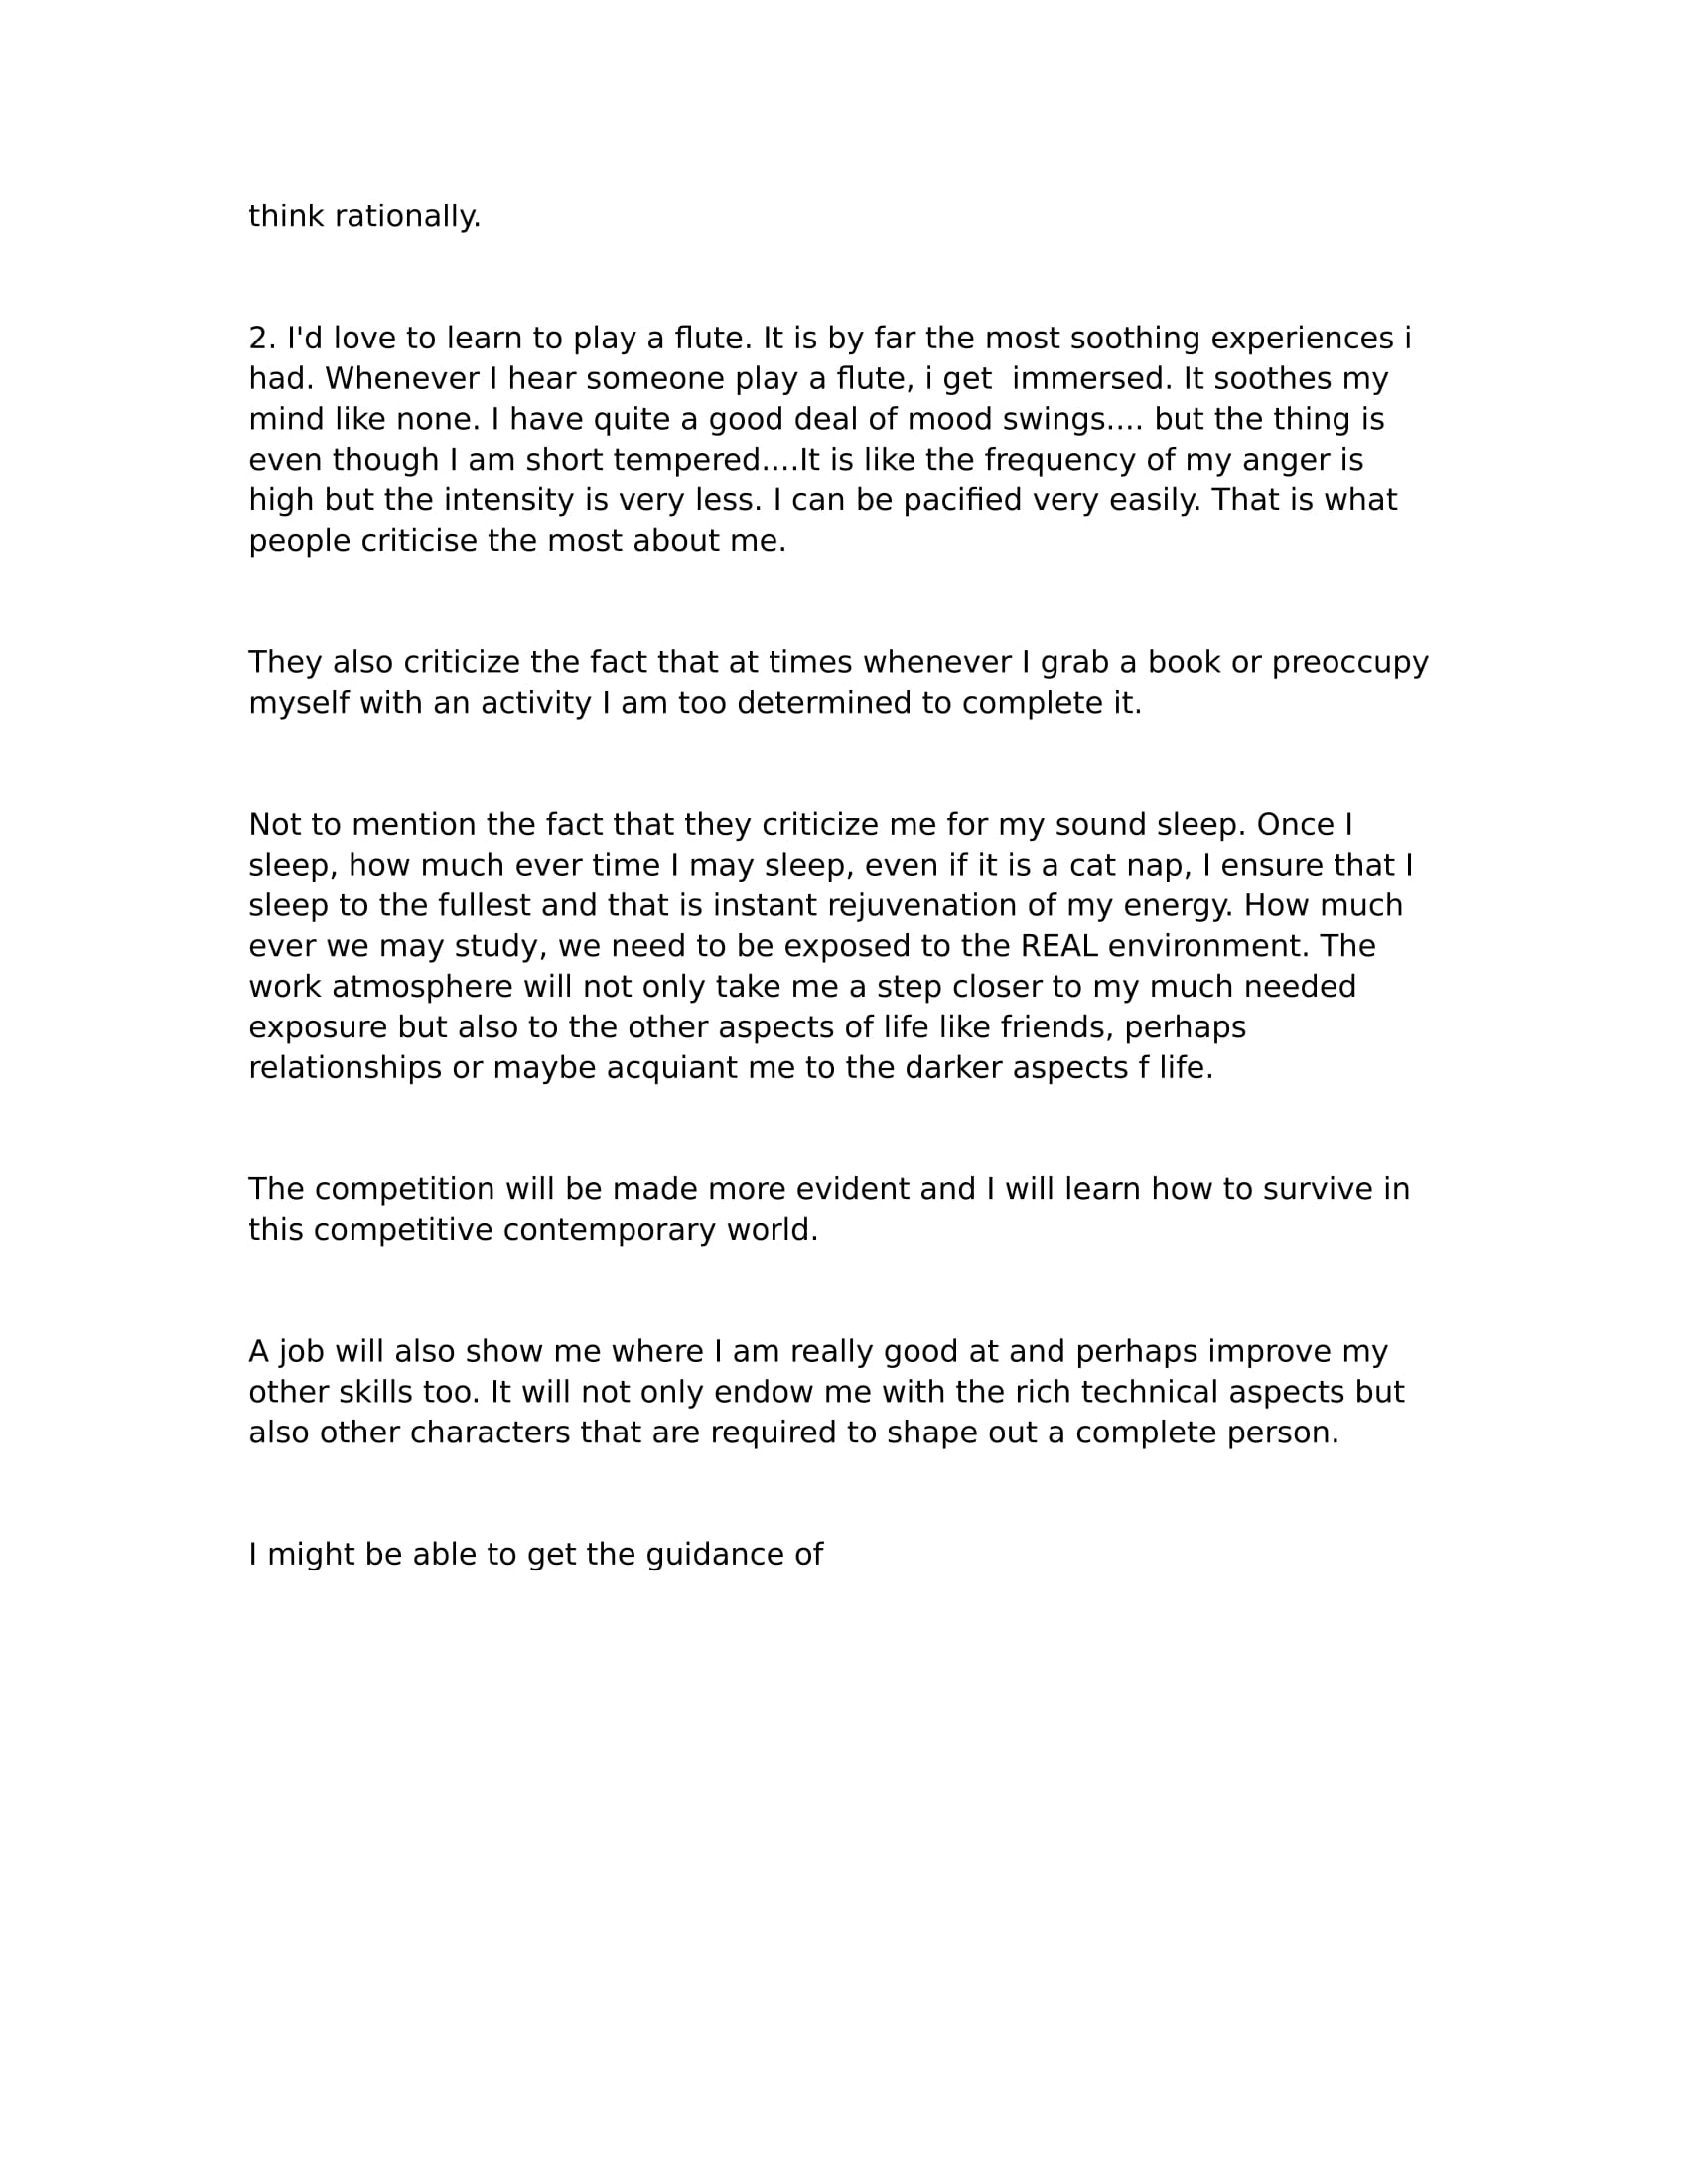 think rationally.
2. I'd love to learn to play a flute. It is by far the most soothing experiences i
had. Whenever I hear someone play a flute, i get  immersed. It soothes my
mind like none. I have quite a good deal of mood swings.... but the thing is
even though I am short tempered....It is like the frequency of my anger is
high but the intensity is very less. I can be pacified very easily. That is what
people criticise the most about me.
They also criticize the fact that at times whenever I grab a book or preoccupy
myself with an activity I am too determined to complete it.
Not to mention the fact that they criticize me for my sound sleep. Once I
sleep, how much ever time I may sleep, even if it is a cat nap, I ensure that I
sleep to the fullest and that is instant rejuvenation of my energy. How much
ever we may study, we need to be exposed to the REAL environment. The
work atmosphere will not only take me a step closer to my much needed
exposure but also to the other aspects of life like friends, perhaps
relationships or maybe acquiant me to the darker aspects f life.
The competition will be made more evident and I will learn how to survive in
this competitive contemporary world.
A job will also show me where I am really good at and perhaps improve my
other skills too. It will not only endow me with the rich technical aspects but
also other characters that are required to shape out a complete person.
I might be able to get the guidance of